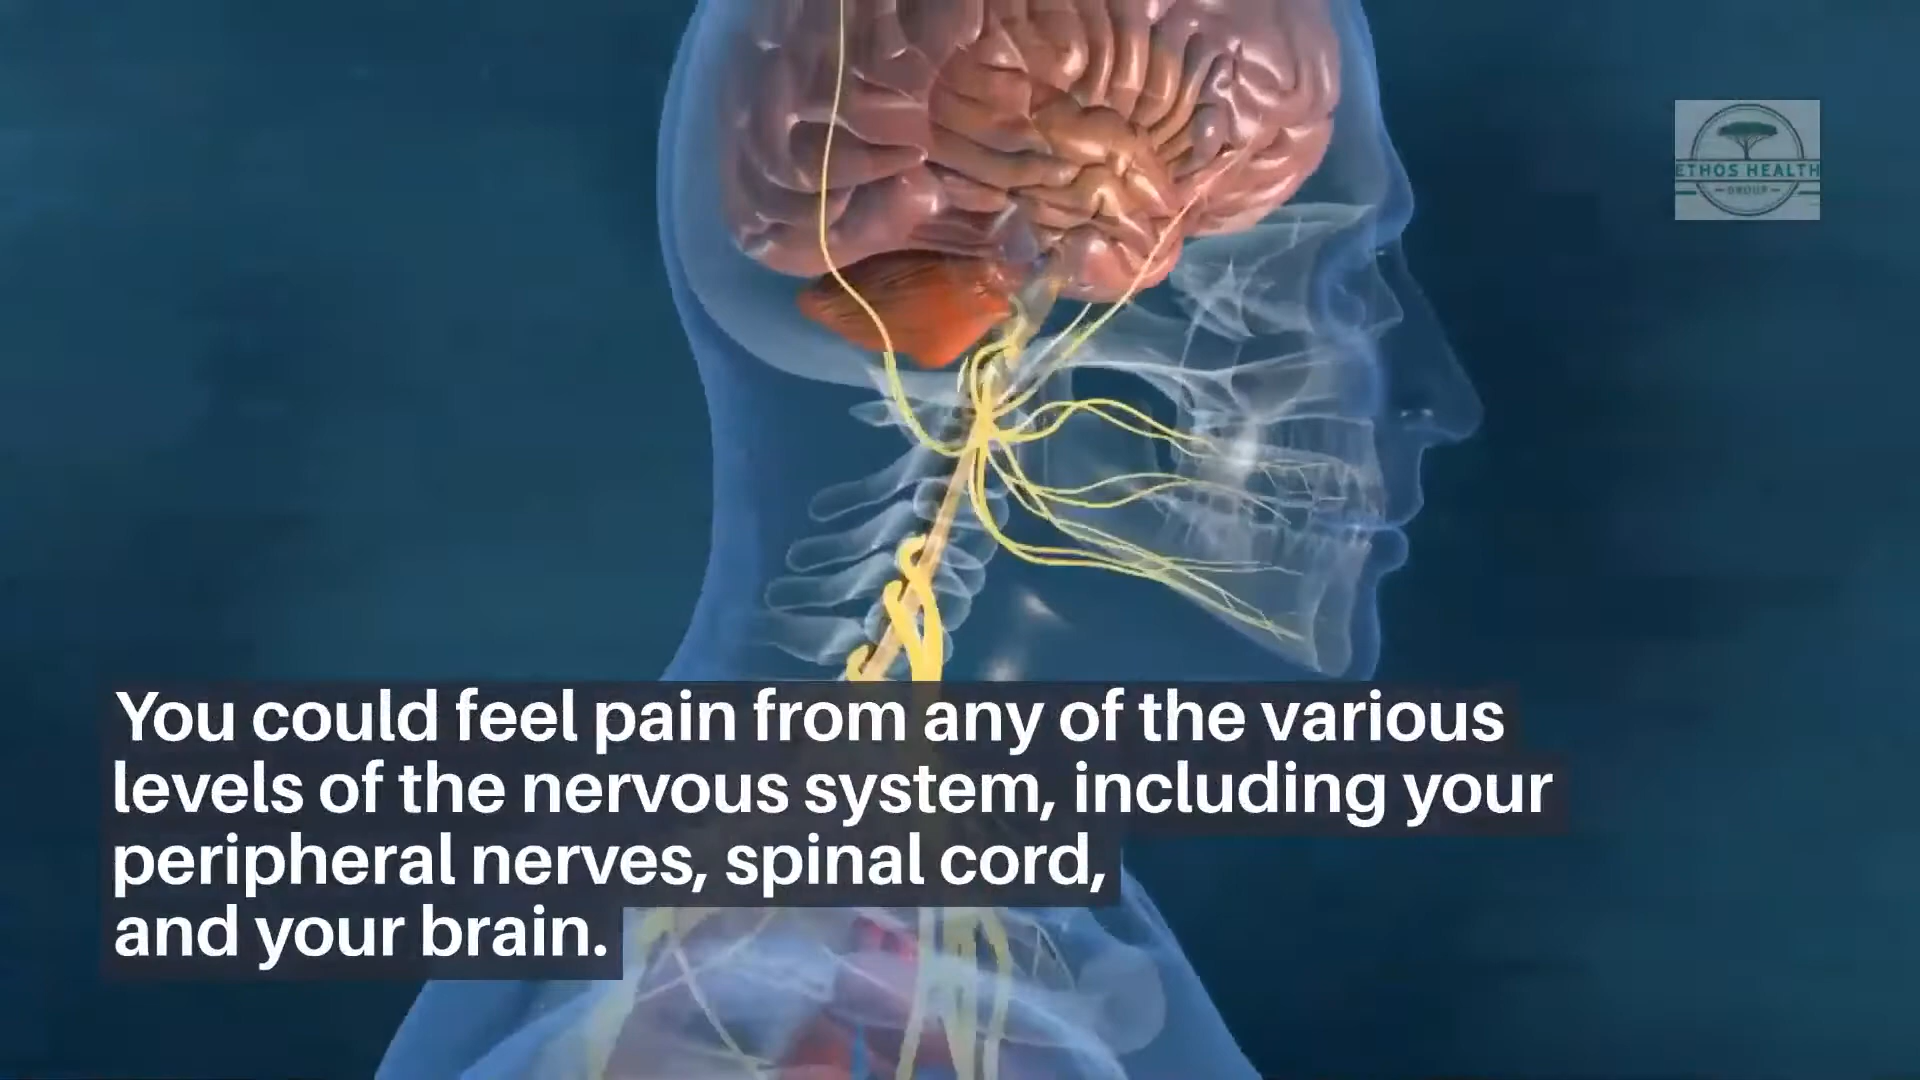 ETHOS HEALTH
GROUP
You could feel pain from any of the various
levels of the nervous system, including your
peripheral nerves, spinal cord,
and your brain.